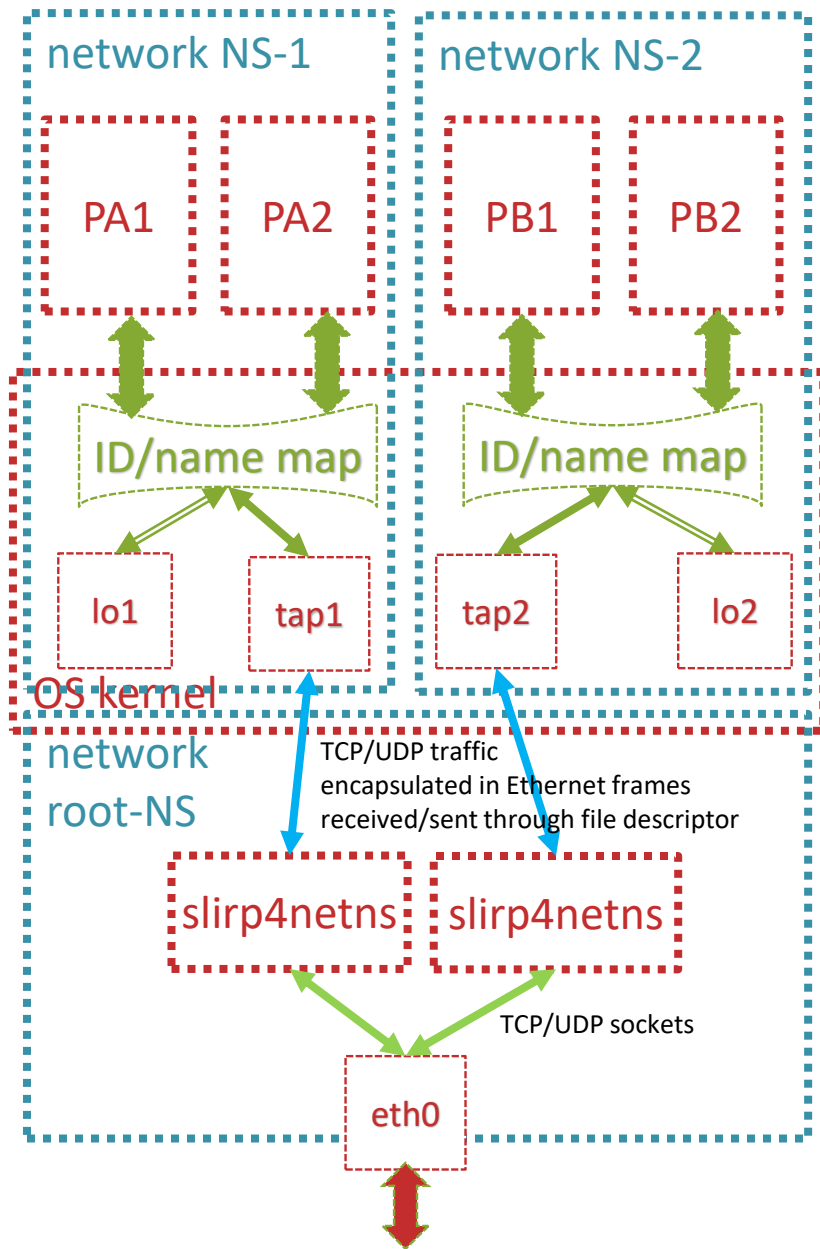 network NS-1
network NS-2
PA1
PA2
PB1
PB2
ID/name map
ID/name map
lo1
tap1
tap2
lo2
OS kernel
network
root-NS
TCP/UDP traffic
encapsulated in Ethernet frames
received/sent through file descriptor
slirp4netns
slirp4netns
TCP/UDP sockets
eth0